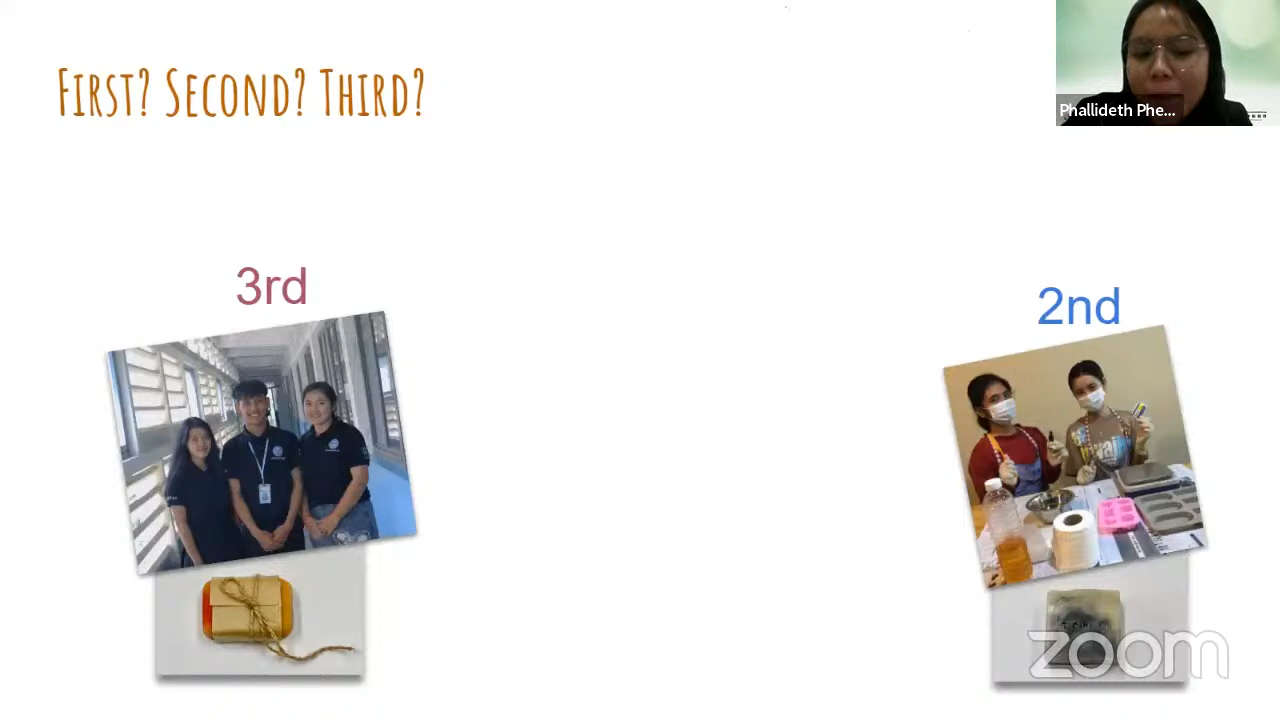 First? Second? Third?
Phallideth Phe...
3rd
2nd
zoom